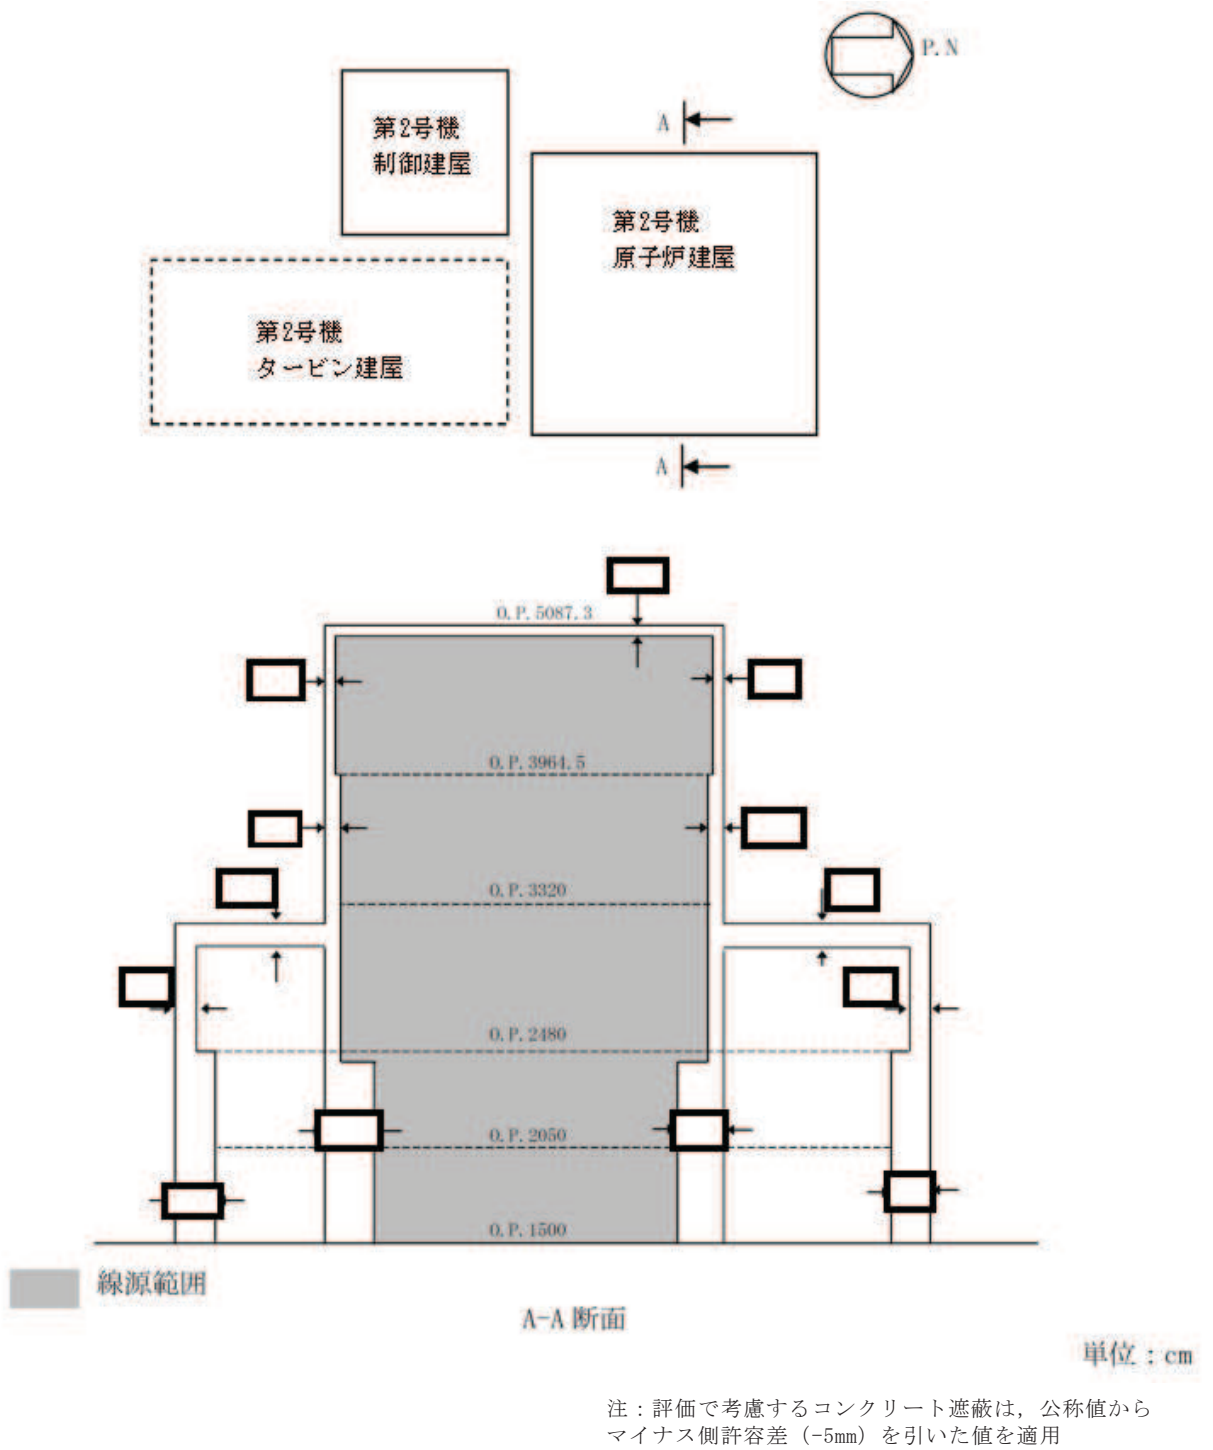 P.N
A
第2号機
制御建屋
第2号機
原子炉建屋
第2号機
タービン建屋
A
O.P.5087.3
O.P.3964.5
O.P.3320
O.P.2480
O.P.2050
O.P.1500
線源範囲
A-A 断面
単位：cm
注：評価で考慮するコンクリート遮蔽は，公称値から
マイナス側許容差（-5mm）を引いた値を適用